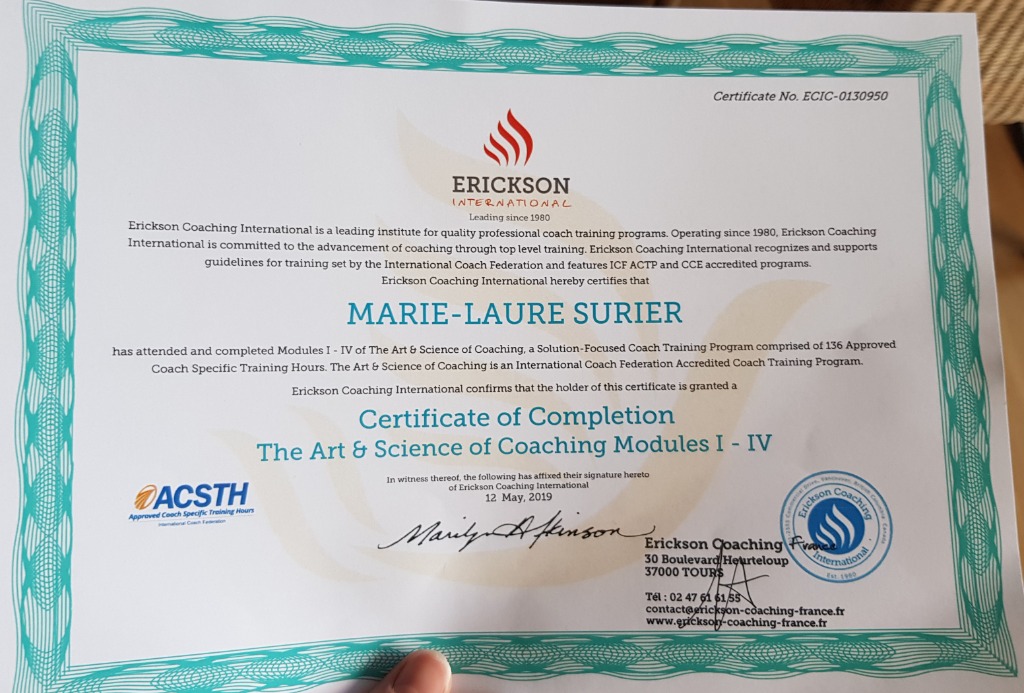 Certificate No. ECIC-0130950
ERICKSON
INTERNATIONAL
Leading since 1980
Erickson Coaching International is a leading institute for quality professional coach training programs. Operating since 1980, Erickson Coaching
International is committed to the advancement of coaching through top level training. Erickson Coaching International recognizes and supports
guidelines for training set by the International Coach Federation and features ICF ACTP and CCE accredited programs.
Erickson Coaching International hereby certifies that
MARIE-LAURE SURIER
has attended and completed Modules I - IV of The Art & Science of Coaching, a Solution-Focused Coach Training Program comprised of 136 Approved
Coach Specific Training Hours. The Art & Science of Coaching is an International Coach Federation Accredited Coach Training Program.
Erickson Coaching International confirms that the holder of this certificate is granted a
Certificate of Completion
The Art & Science of Coaching Modules I - IV
In witness thereof, the following has affixed their signature hereto
of Erickson Coaching International
12 May, 2019
ACSTH
Approved Coach Specific Training Hours
International Coach Federation
Marilyn Atkinson
Erickson Coaching France
30 Boulevard Heurteloup
37000 TOURS
Tél : 02 47 61 61 55
contact@erickson-coaching-france.fr
www.erickson-coaching-france.fr
Erickson Coaching
International
Est. 1980